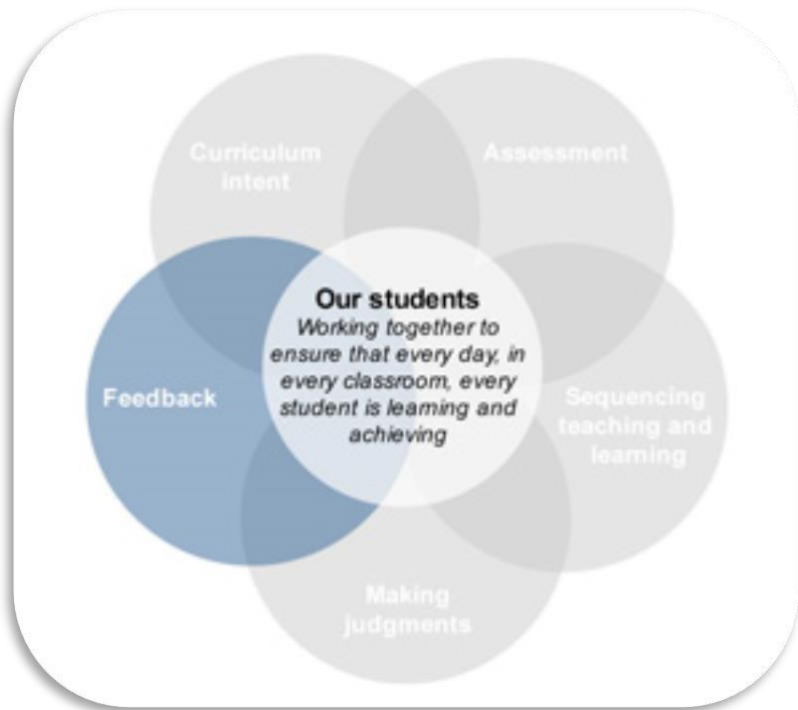 Curriculum
intent
Assessment
Our students
Working together to
ensure that every day, in
every classroom, every
student is learning and
achieving
Feedback
Sequencing
teaching and
learning
Making
judgments